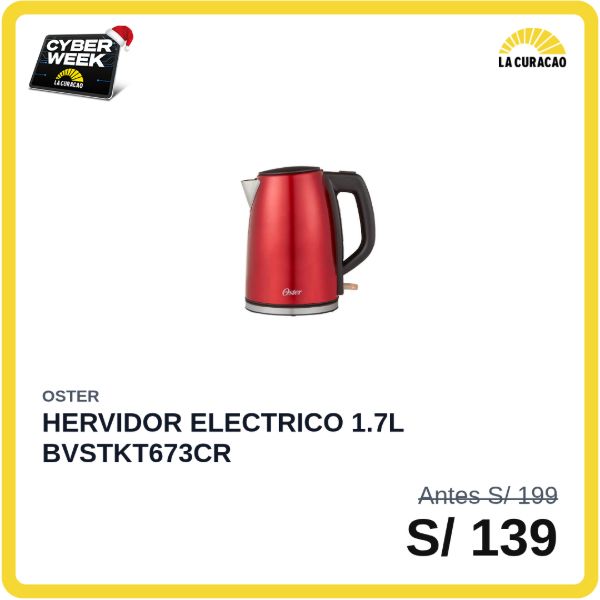 CYBER
WEEK
LA CURACAO
LA CURACAO
Oster
OSTER
HERVIDOR ELECTRICO 1.7L
BVSTKT673CR
Antes S/ 199
S/ 139